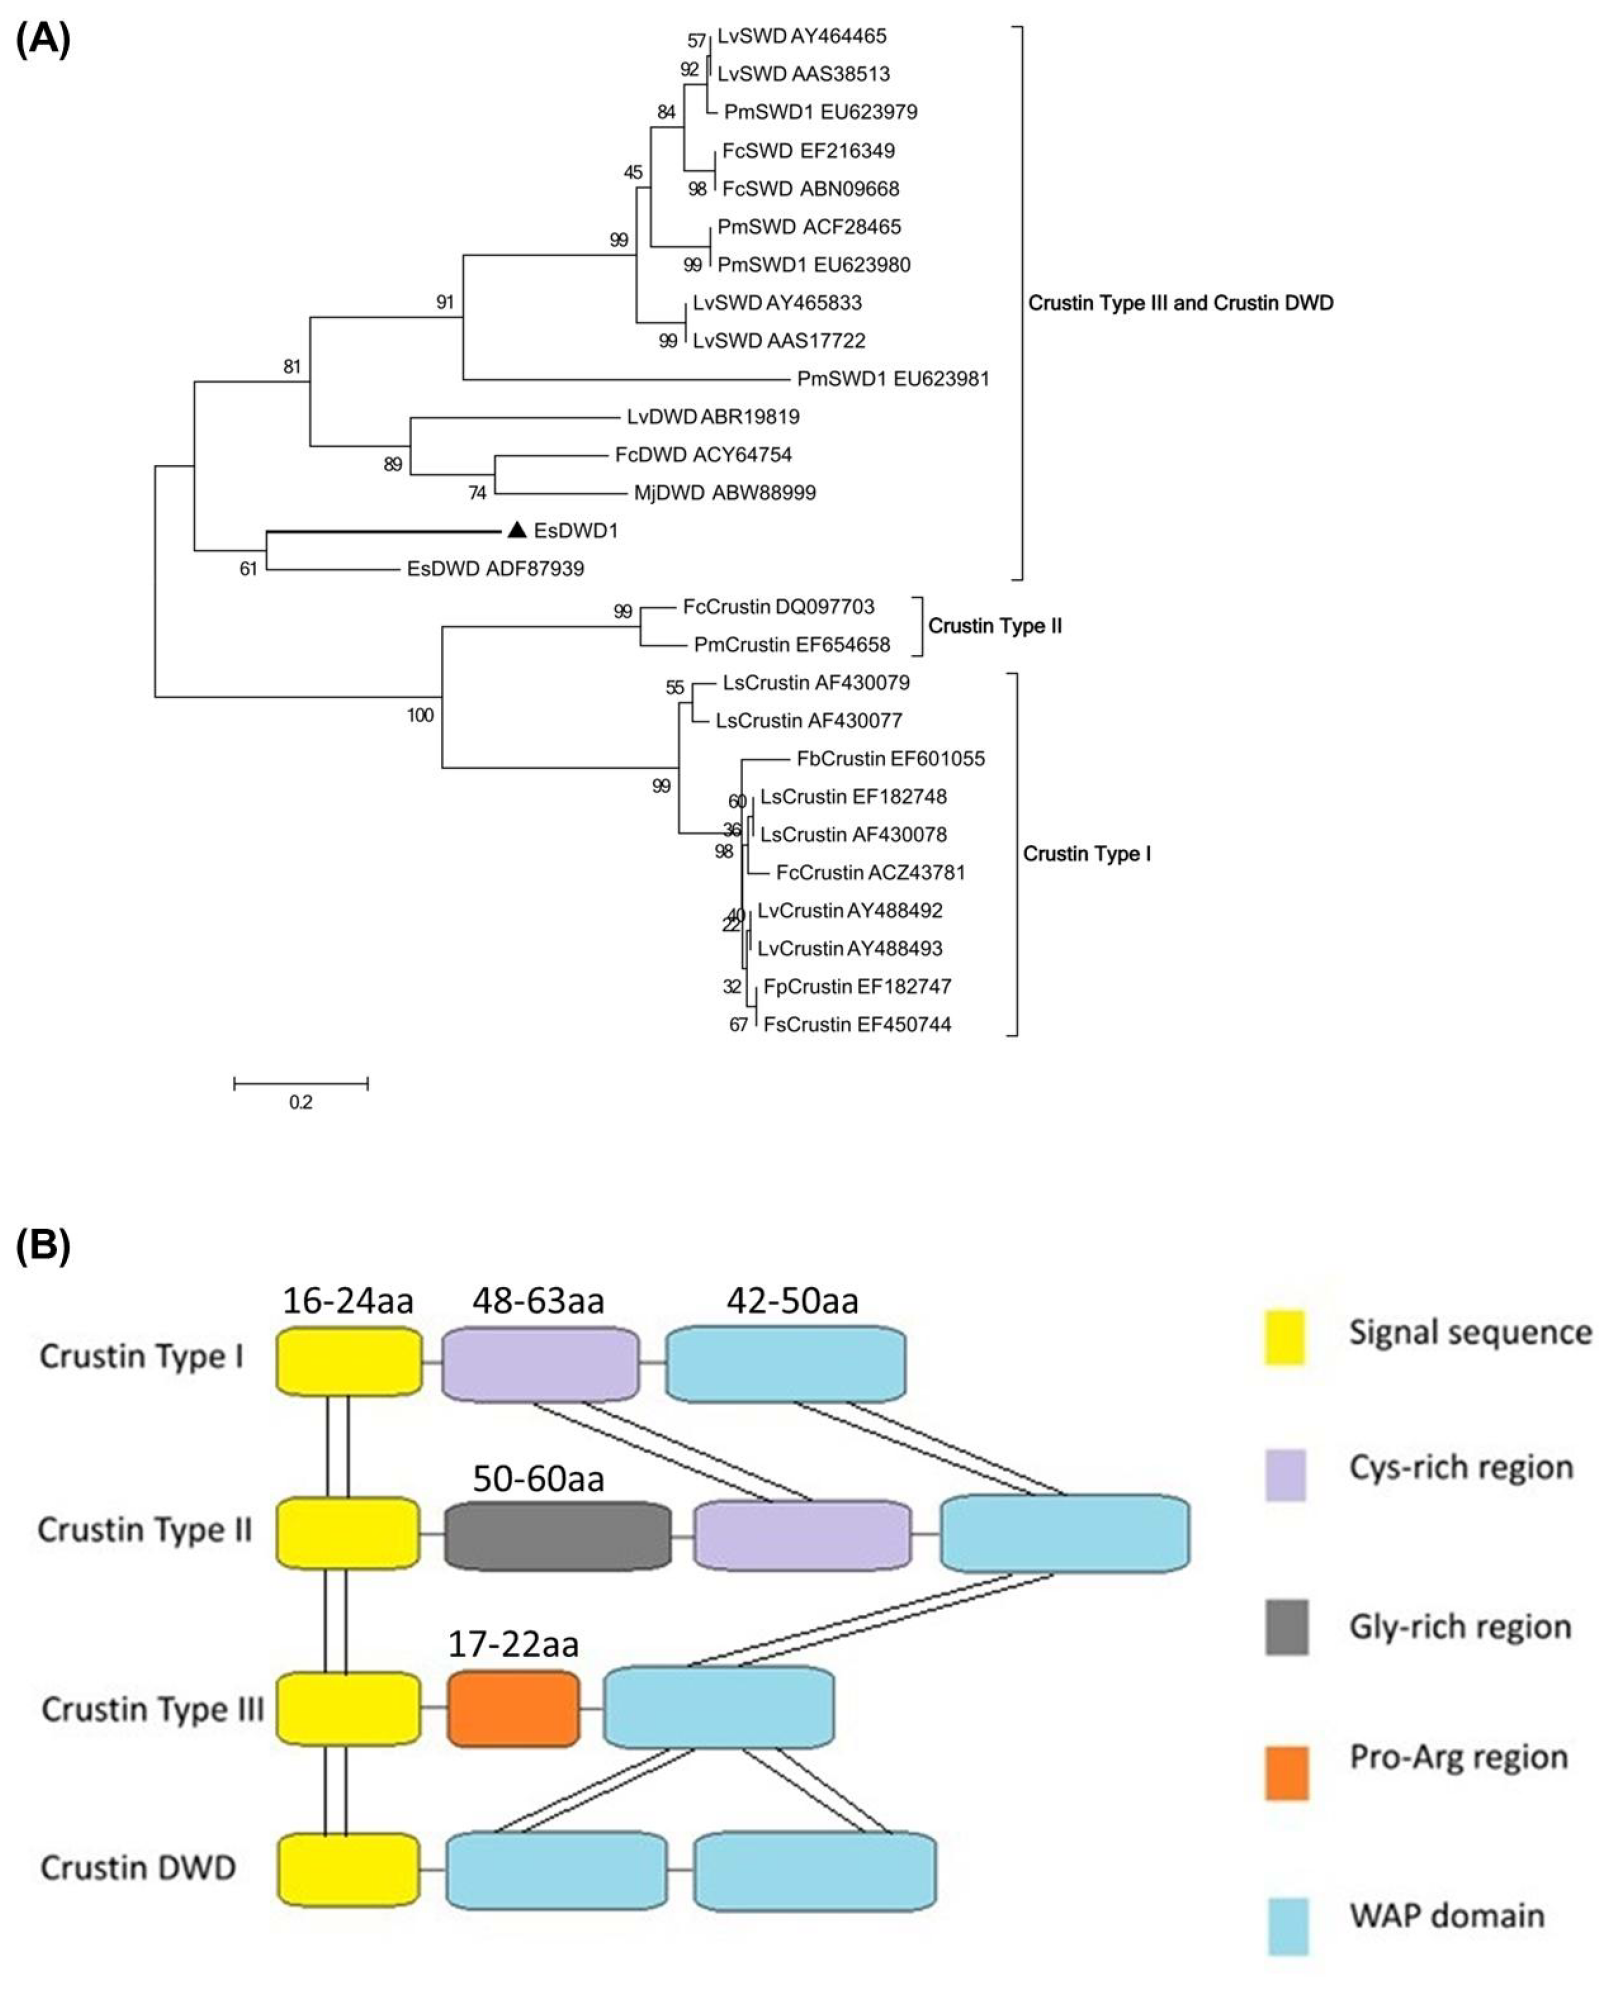 (A)
57
LvSWD AY464465
92
LvSWD AAS38513
PmSWD1 EU623979
84
FcSWD EF216349
98
FcSWD ABN09668
45
PmSWD ACF28465
99
99
PmSWD1 EU623980
LvSWD AY465833
99
LvSWD AAS17722
91
PmSWD1 EU623981
81
LvDWD ABR19819
89
FcDWD ACY64754
74
MjDWD ABW88999
EsDWD1
61
EsDWD ADF87939
Crustin Type III and Crustin DWD
99
FcCrustin DQ097703
PmCrustin EF654658
Crustin Type II
100
55
LsCrustin AF430079
LsCrustin AF430077
99
FbCrustin EF601055
60
LsCrustin EF182748
36
LsCrustin AF430078
98
FcCrustin ACZ43781
40
LvCrustin AY488492
22
LvCrustin AY488493
32
FpCrustin EF182747
67
FsCrustin EF450744
Crustin Type I
0.2
(B)
16-24aa
48-63aa
42-50aa
Crustin Type I
50-60aa
Crustin Type II
17-22aa
Crustin Type III
Crustin DWD
Signal sequence
Cys-rich region
Gly-rich region
Pro-Arg region
WAP domain